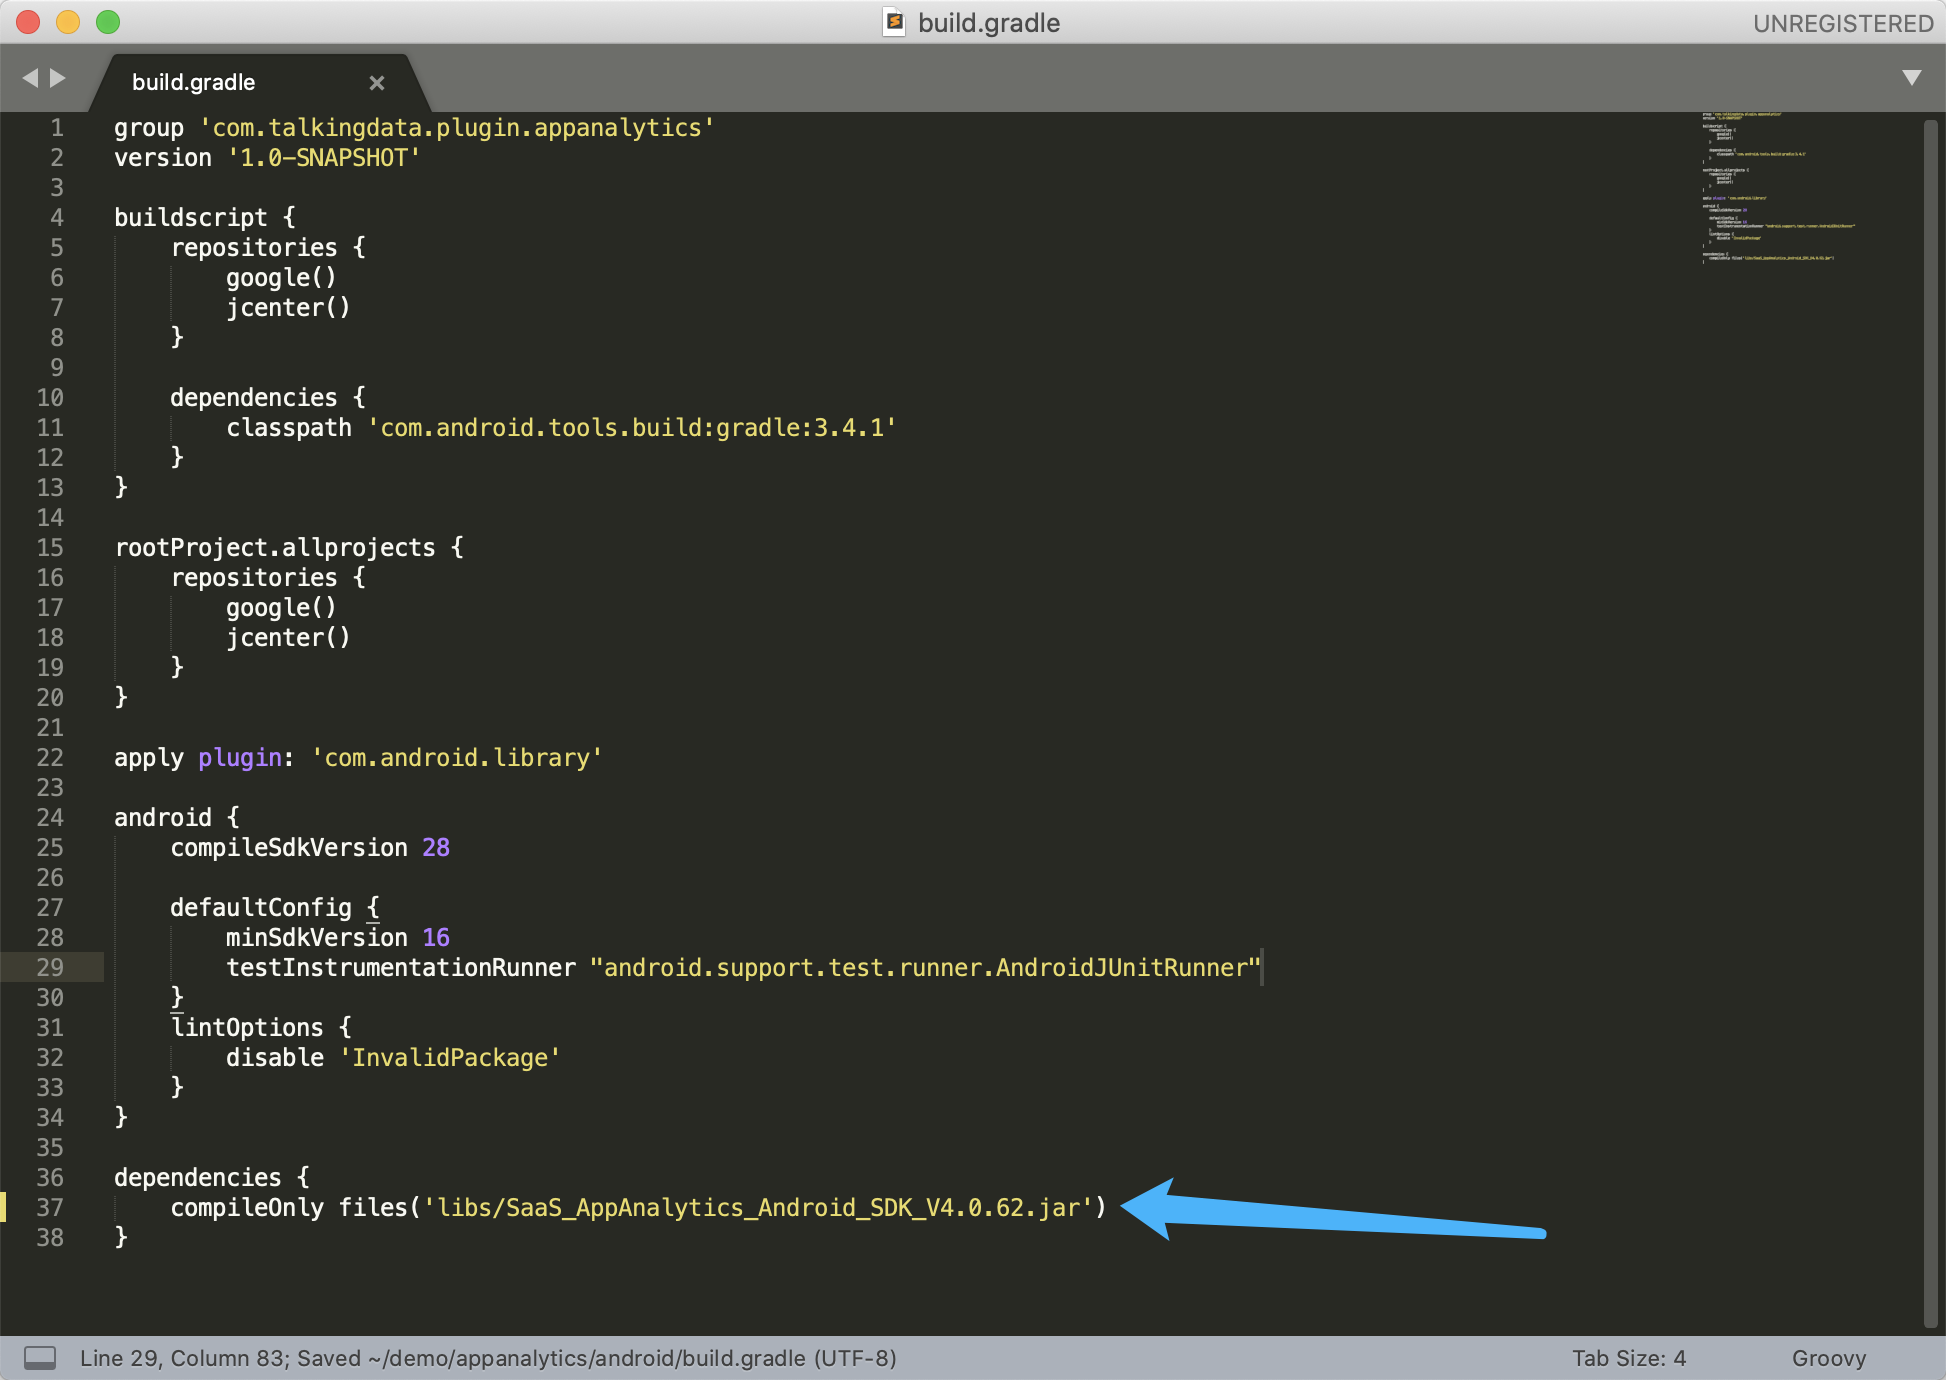 build.gradle
UNREGISTERED
build.gradle
1 group 'com.talkingdata.plugin.appanalytics'
2 version '1.0-SNAPSHOT'
3
4 buildscript {
5     repositories {
6         google()
7         jcenter()
8     }
9
10     dependencies {
11         classpath 'com.android.tools.build:gradle:3.4.1'
12     }
13 }
14
15 rootProject.allprojects {
16     repositories {
17         google()
18         jcenter()
19     }
20 }
21
22 apply plugin: 'com.android.library'
23
24 android {
25     compileSdkVersion 28
26
27     defaultConfig {
28         minSdkVersion 16
29         testInstrumentationRunner "android.support.test.runner.AndroidJUnitRunner"
30     }
31     lintOptions {
32         disable 'InvalidPackage'
33     }
34 }
35
36 dependencies {
37     compileOnly files('libs/SaaS_AppAnalytics_Android_SDK_V4.0.62.jar')
38 }
Line 29, Column 83; Saved ~/demo/appanalytics/android/build.gradle (UTF-8)
Tab Size: 4
Groovy